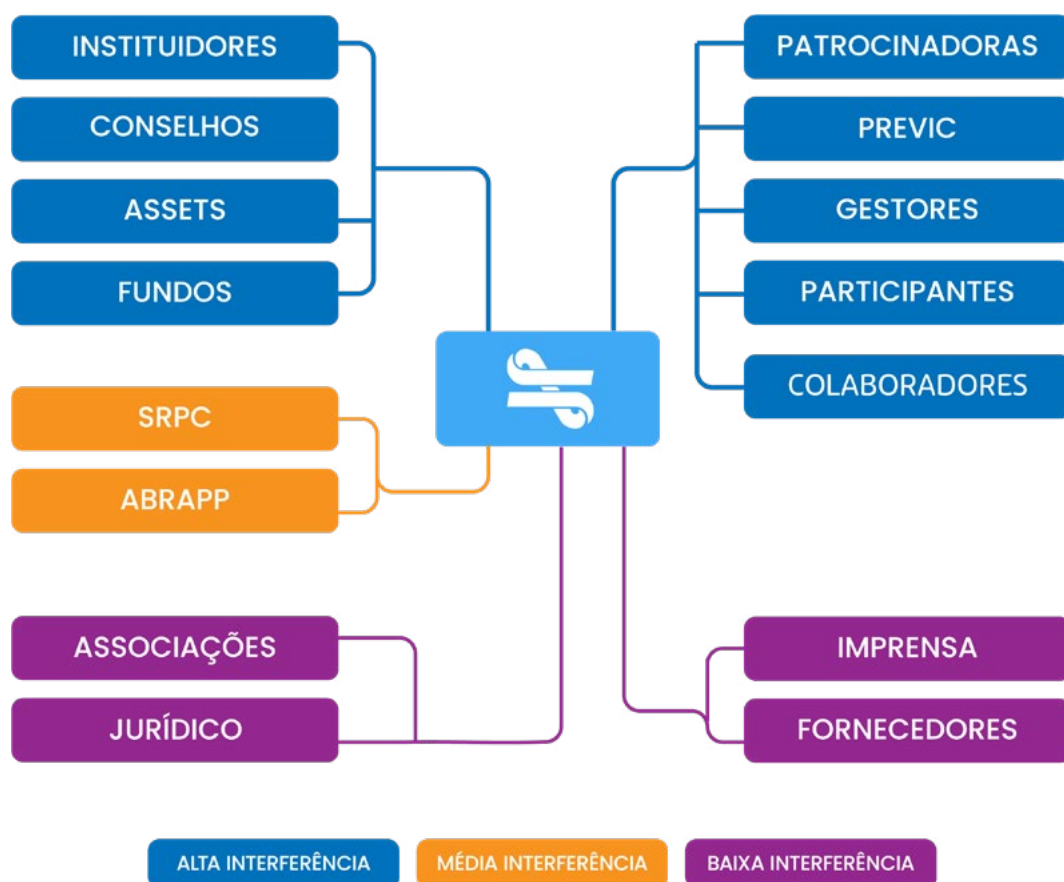 INSTITUIDORES
CONSELHOS
ASSETS
FUNDOS
PATROCINADORAS
PREVIC
GESTORES
PARTICIPANTES
COLABORADORES
SRPC
ABRAPP
ASSOCIAÇÕES
JURÍDICO
IMPRENSA
FORNECEDORES
ALTA INTERFERÊNCIA
MÉDIA INTERFERÊNCIA
BAIXA INTERFERÊNCIA